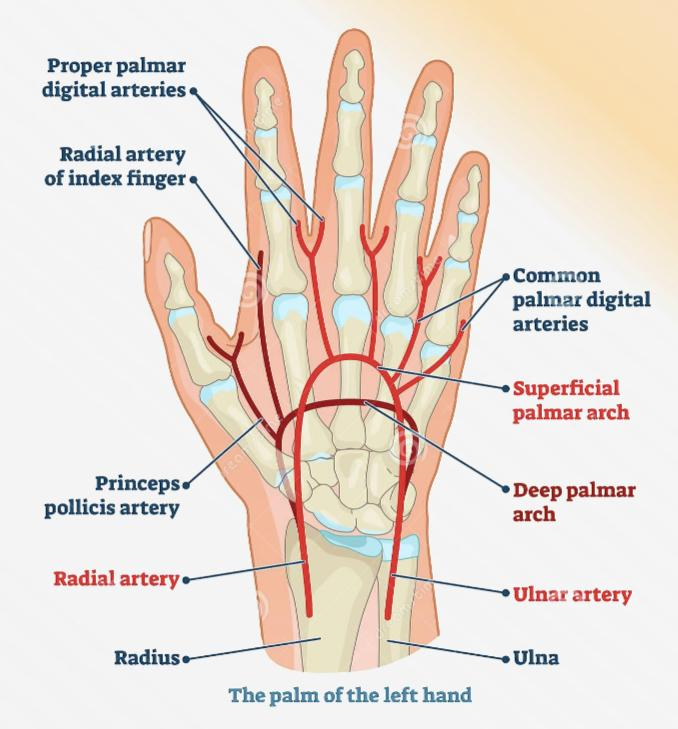 Proper palmar
digital arteries
Radial artery
of index finger
Common
palmar digital
arteries
Superficial
palmar arch
Princeps
pollicis artery
Deep palmar
arch
Radial artery
Ulnar artery
Radius
Ulna
The palm of the left hand